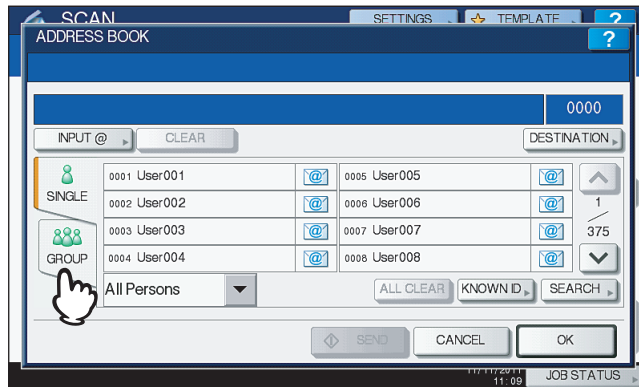 SCAN SETTINGS TEMPLATE ?
ADDRESS BOOK ?
0000
INPUT @ CLEAR DESTINATION
SINGLE
0001 User001 @ 0005 User005 @
0002 User002 @ 0006 User006 @
1
0003 User003 @ 0007 User007 @
375
GROUP
0004 User004 @ 0008 User008 @
All Persons ALL CLEAR KNOWN ID SEARCH
SEND CANCEL OK
11/11/2011
11:09 JOB STATUS